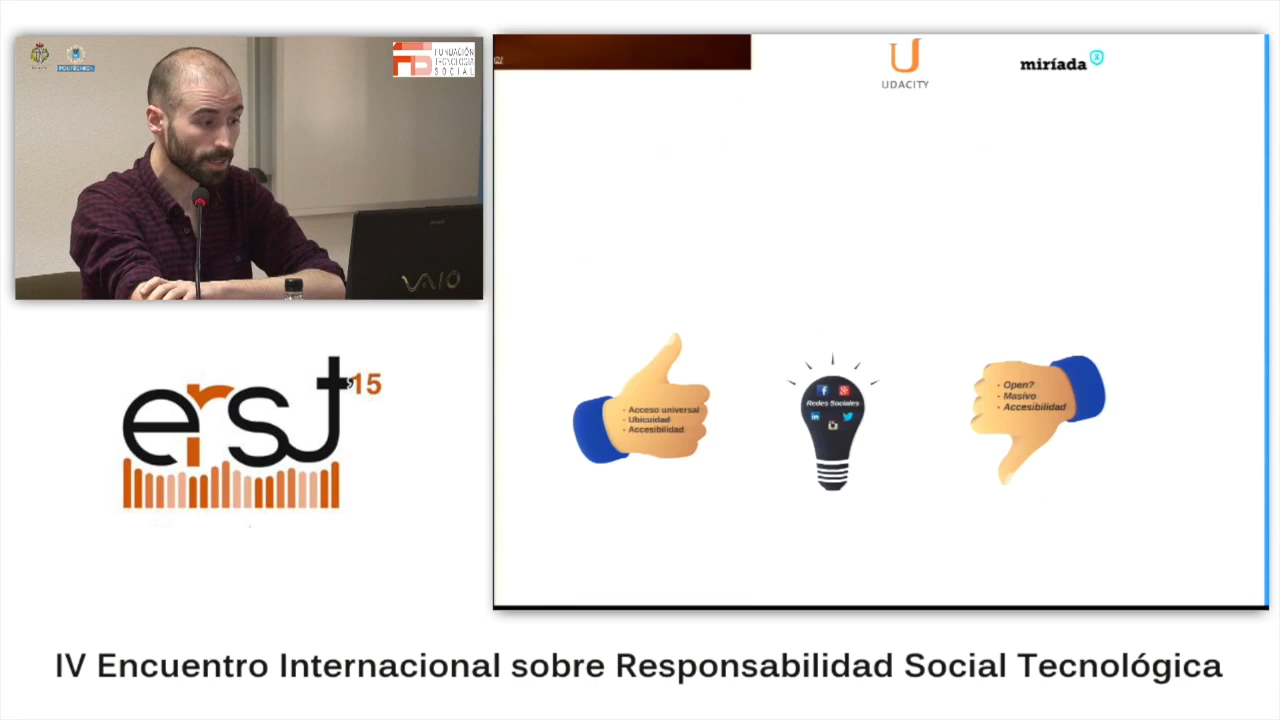 POLITÉCNICA
FUNDACIÓN
TECNOLOGÍA
SOCIAL
VAIO
ersJ'15
UDACITY
miríada x
- Acceso universal
- Ubicuidad
- Accesibilidad
Redes Sociales
- Open?
- Masivo
- Accesibilidad
IV Encuentro Internacional sobre Responsabilidad Social Tecnológica